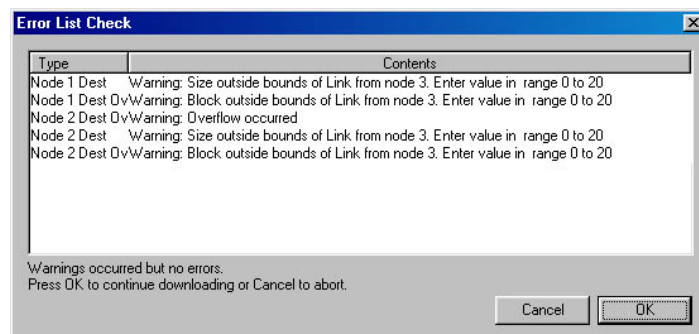 Error List Check
Type Contents
Node 1 Dest Warning: Size outside bounds of Link from node 3. Enter value in range 0 to 20
Node 1 Dest Ov Warning: Block outside bounds of Link from node 3. Enter value in range 0 to 20
Node 2 Dest Ov Warning: Overflow occurred
Node 2 Dest Warning: Size outside bounds of Link from node 3. Enter value in range 0 to 20
Node 2 Dest Ov Warning: Block outside bounds of Link from node 3. Enter value in range 0 to 20
Warnings occurred but no errors.
Press OK to continue downloading or Cancel to abort.
Cancel OK